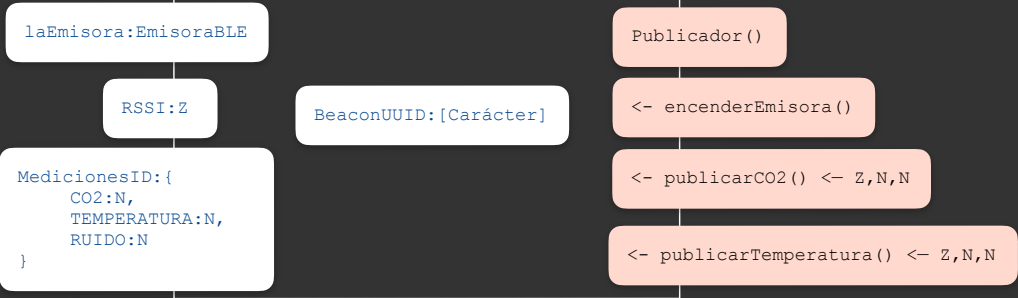 laEmisora:EmisoraBLE
RSSI:Z
MedicionesID:{
CO2:N,
TEMPERATURA:N,
RUIDO:N
}
BeaconUUID:[Carácter]
Publicador()
<- encenderEmisora()
<- publicarCO2() <— Z,N,N
<- publicarTemperatura() <— Z,N,N